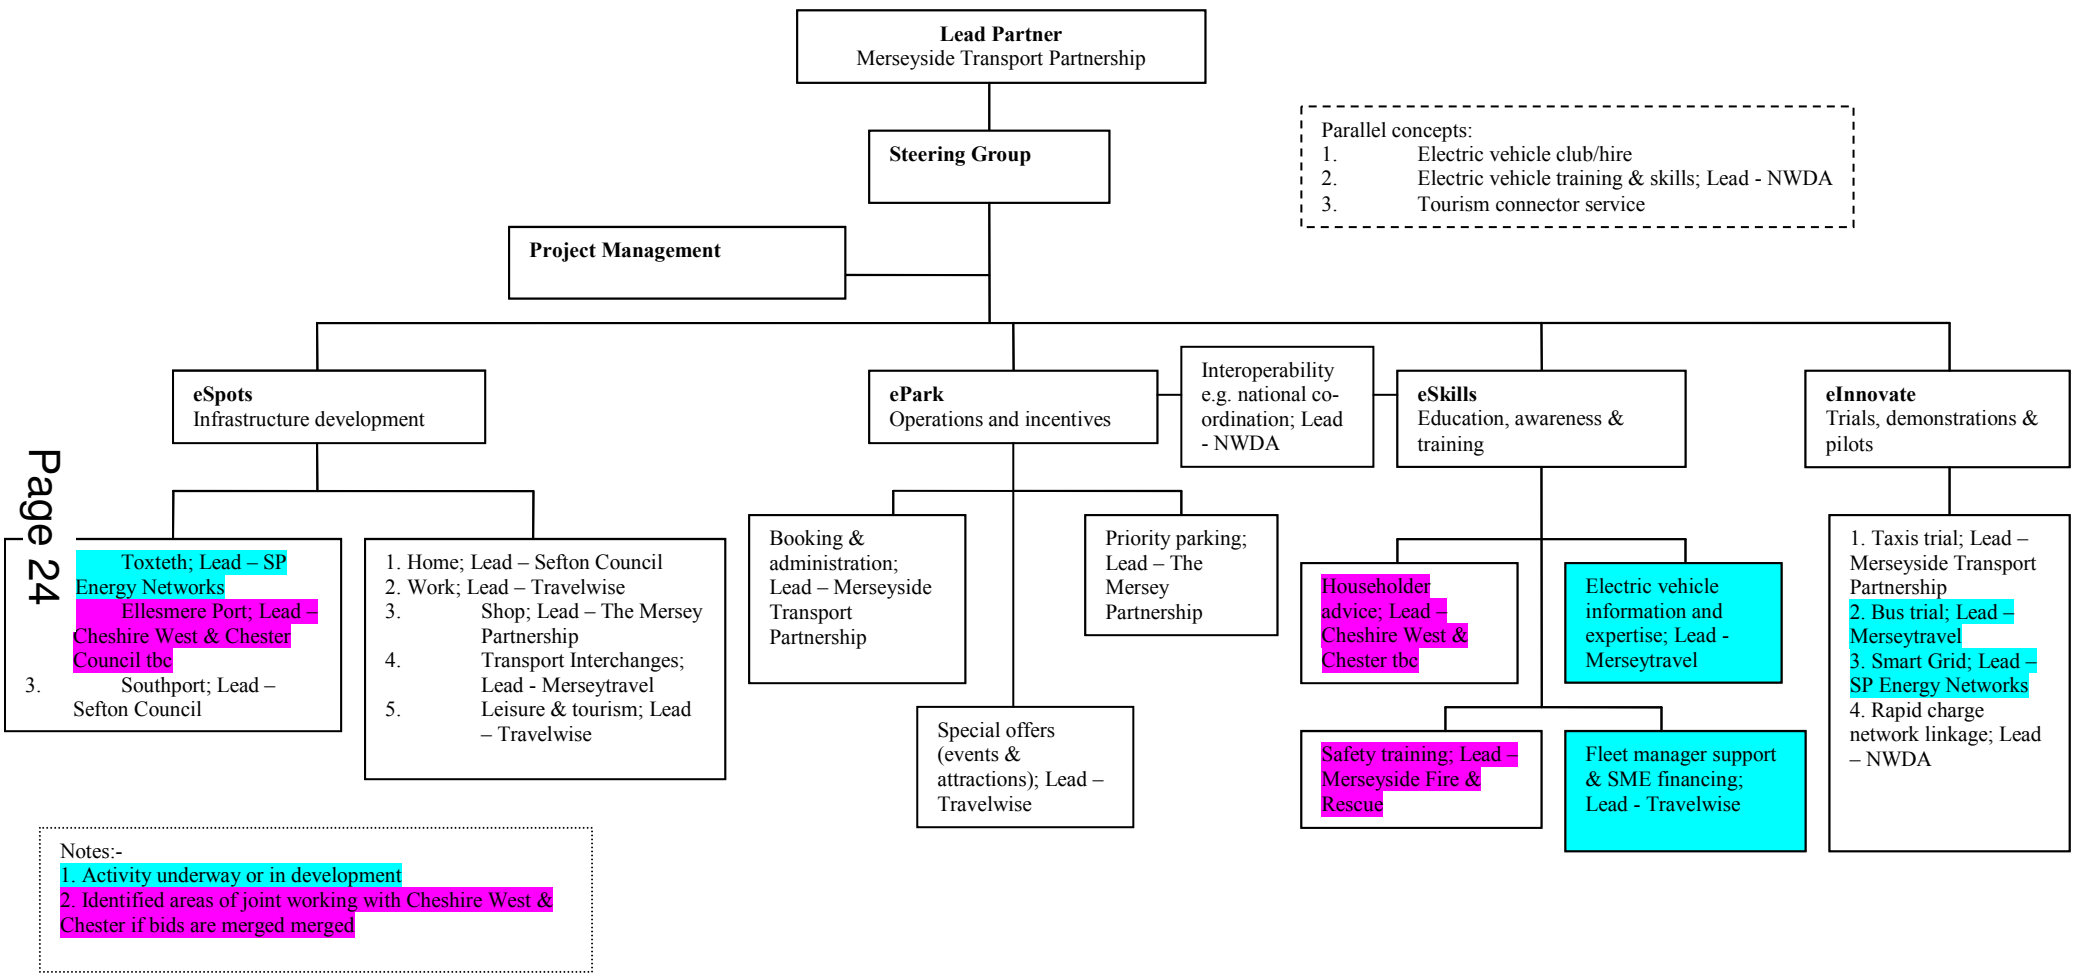 Lead Partner
Merseyside Transport Partnership
Parallel concepts:
1. Electric vehicle club/hire
2. Electric vehicle training & skills; Lead - NWDA
3. Tourism connector service
Steering Group
Project Management
eSpots
Infrastructure development
ePark
Operations and incentives
Interoperability
e.g. national co-
ordination; Lead
- NWDA
eSkills
Education, awareness &
training
eInnovate
Trials, demonstrations &
pilots
Page 24
Toxteth; Lead – SP
Energy Networks
Ellesmere Port; Lead –
Cheshire West & Chester
Council tbc
3. Southport; Lead –
Sefton Council
1. Home; Lead – Sefton Council
2. Work; Lead – Travelwise
3. Shop; Lead – The Mersey
Partnership
4. Transport Interchanges;
Lead - Merseytravel
5. Leisure & tourism; Lead
– Travelwise
Booking &
administration;
Lead – Merseyside
Transport
Partnership
Priority parking;
Lead – The
Mersey
Partnership
Special offers
(events &
attractions); Lead –
Travelwise
Householder
advice; Lead –
Cheshire West &
Chester tbc
Electric vehicle
information and
expertise; Lead -
Merseytravel
Safety training; Lead –
Merseyside Fire &
Rescue
Fleet manager support
& SME financing;
Lead - Travelwise
1. Taxis trial; Lead –
Merseyside Transport
Partnership
2. Bus trial; Lead –
Merseytravel
3. Smart Grid; Lead –
SP Energy Networks
4. Rapid charge
network linkage; Lead
– NWDA
Notes:-
1. Activity underway or in development
2. Identified areas of joint working with Cheshire West &
Chester if bids are merged merged